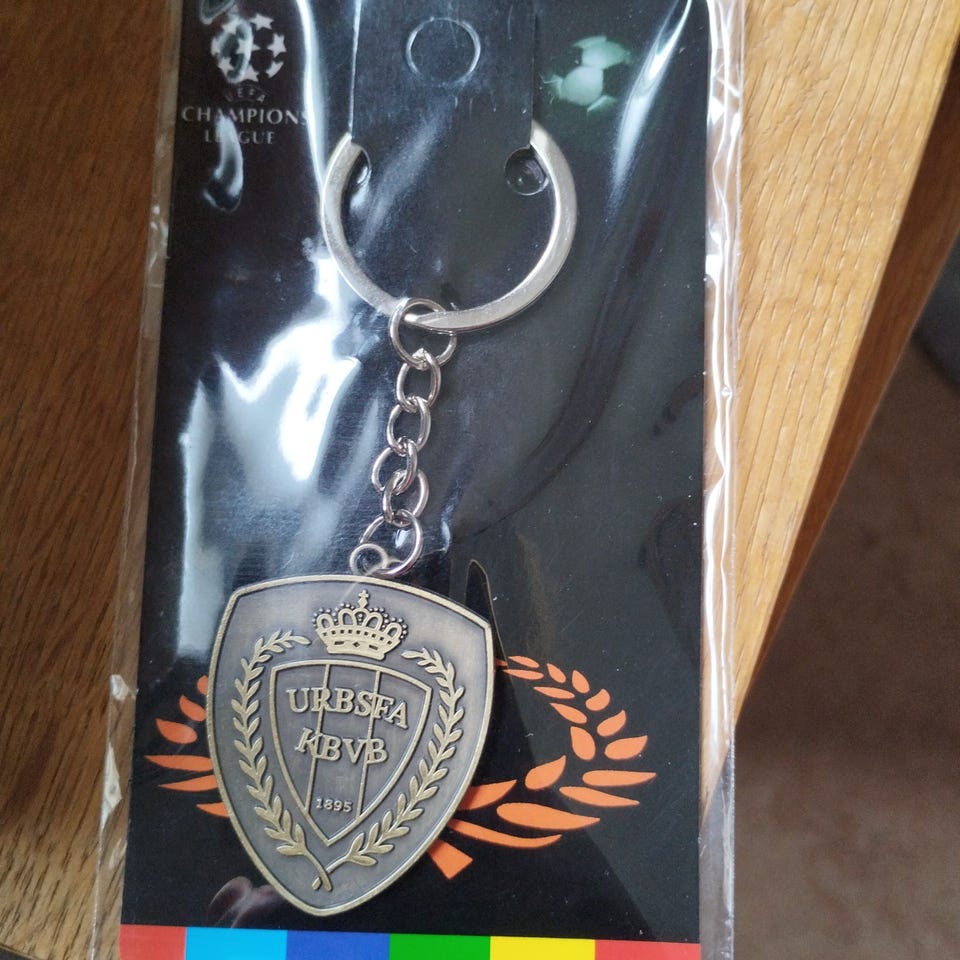 UEFA
CHAMPIONS
LEAGUE
URBSFA
KBVB
1895